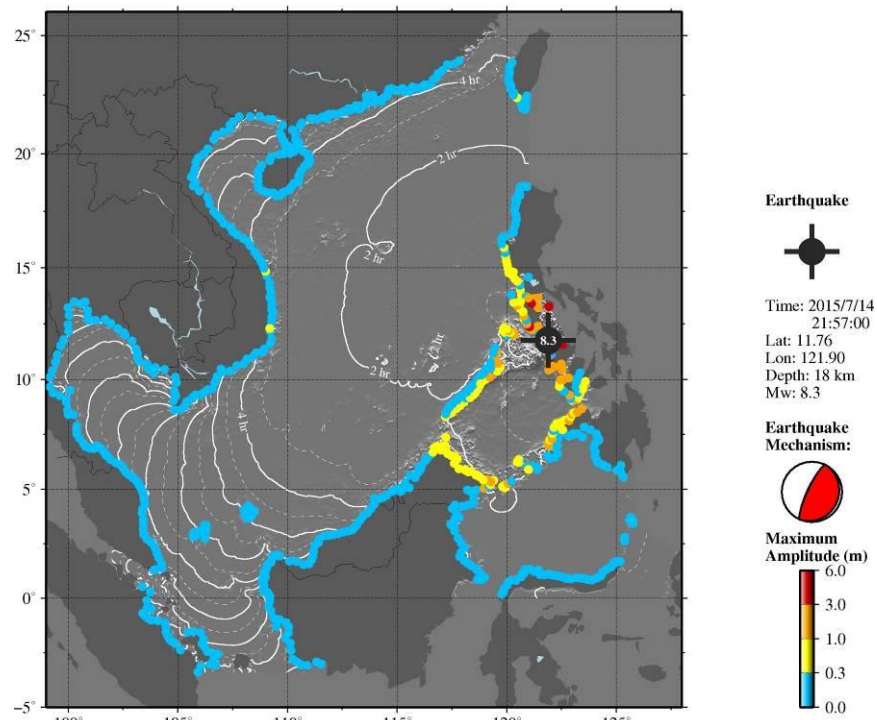 25°
20°
15°
10°
5°
0°
−5°
100°
105°
110°
115°
120°
125°
4 hr
2 hr
2 hr
2 hr
2 hr
4 hr
8.3
Earthquake
Time: 2015/7/14
21:57:00
Lat: 11.76
Lon: 121.90
Depth: 18 km
Mw: 8.3
Earthquake
Mechanism:
Maximum
Amplitude (m)
6.0
3.0
1.0
0.3
0.0